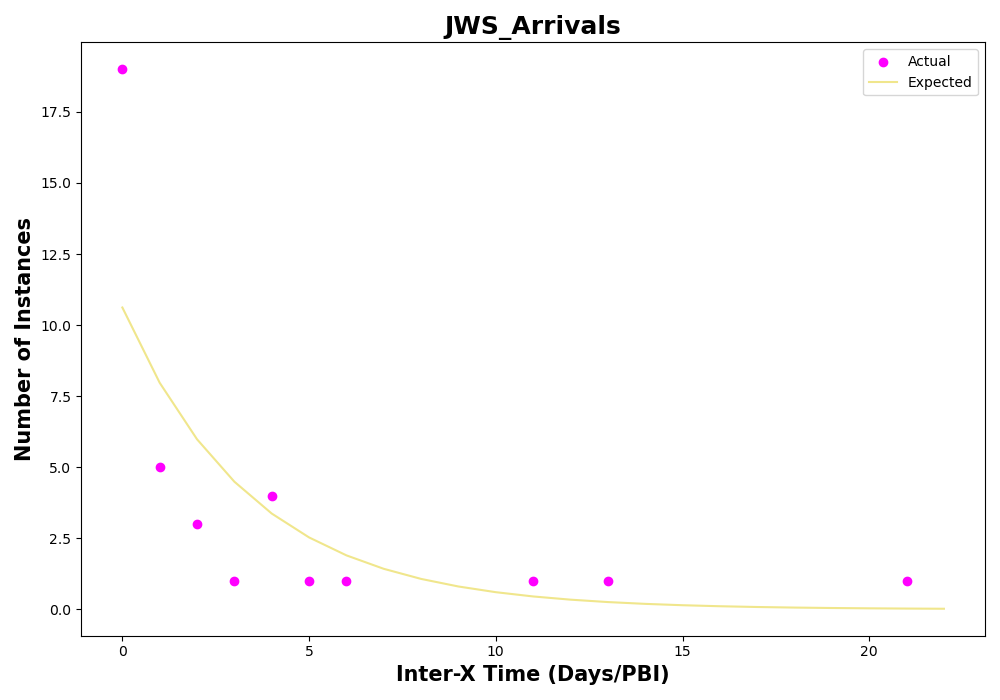 JWS_Arrivals
Actual
Expected
Number of Instances
17.5
15.0
12.5
10.0
7.5
5.0
2.5
0.0
0
5
10
15
20
Inter-X Time (Days/PBI)